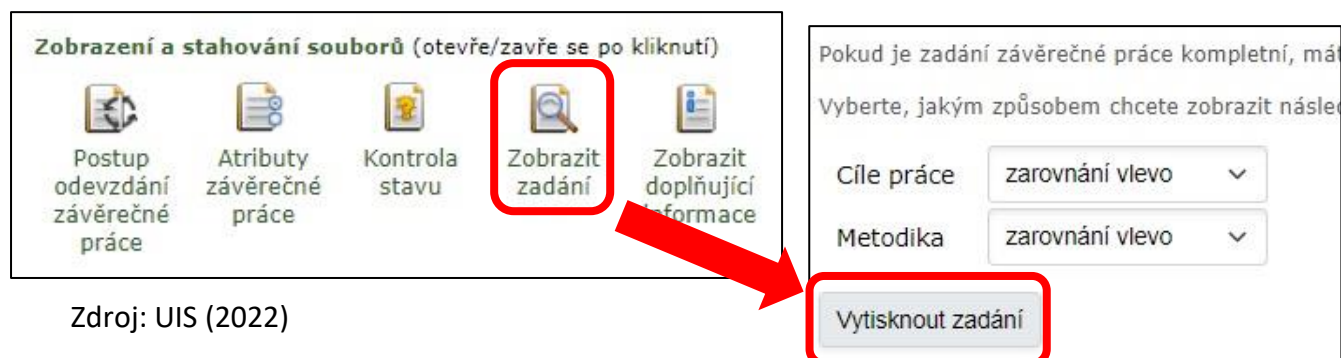 Zobrazení a stahování souborů (otevře/zavře se po kliknutí)
Postup
odevzdání
závěrečné
práce
Atributy
závěrečné
práce
Kontrola
stavu
Zobrazit
zadání
Zobrazit
doplňující
informace
Zdroj: UIS (2022)
Pokud je zadání závěrečné práce kompletní,
Vyberte, jakým způsobem chcete zobrazit
Cíle práce
zarovnání vlevo
Metodika
zarovnání vlevo
Vytisknout zadání